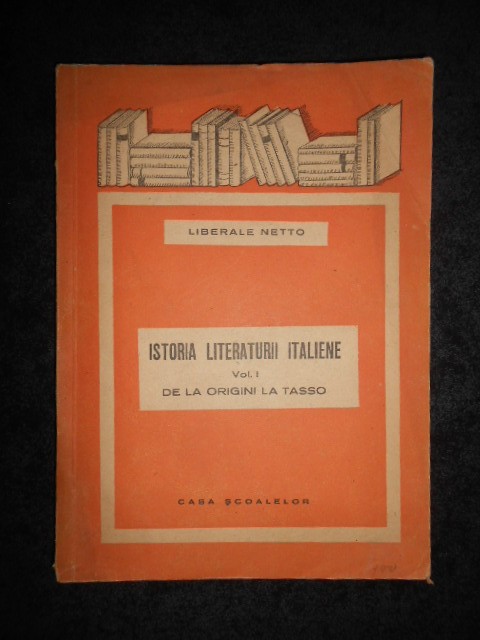 LIBERALE NETTO
ISTORIA LITERATURII ITALIENE
Vol. I
DE LA ORIGINI LA TASSO
CASA ŞCOALELOR